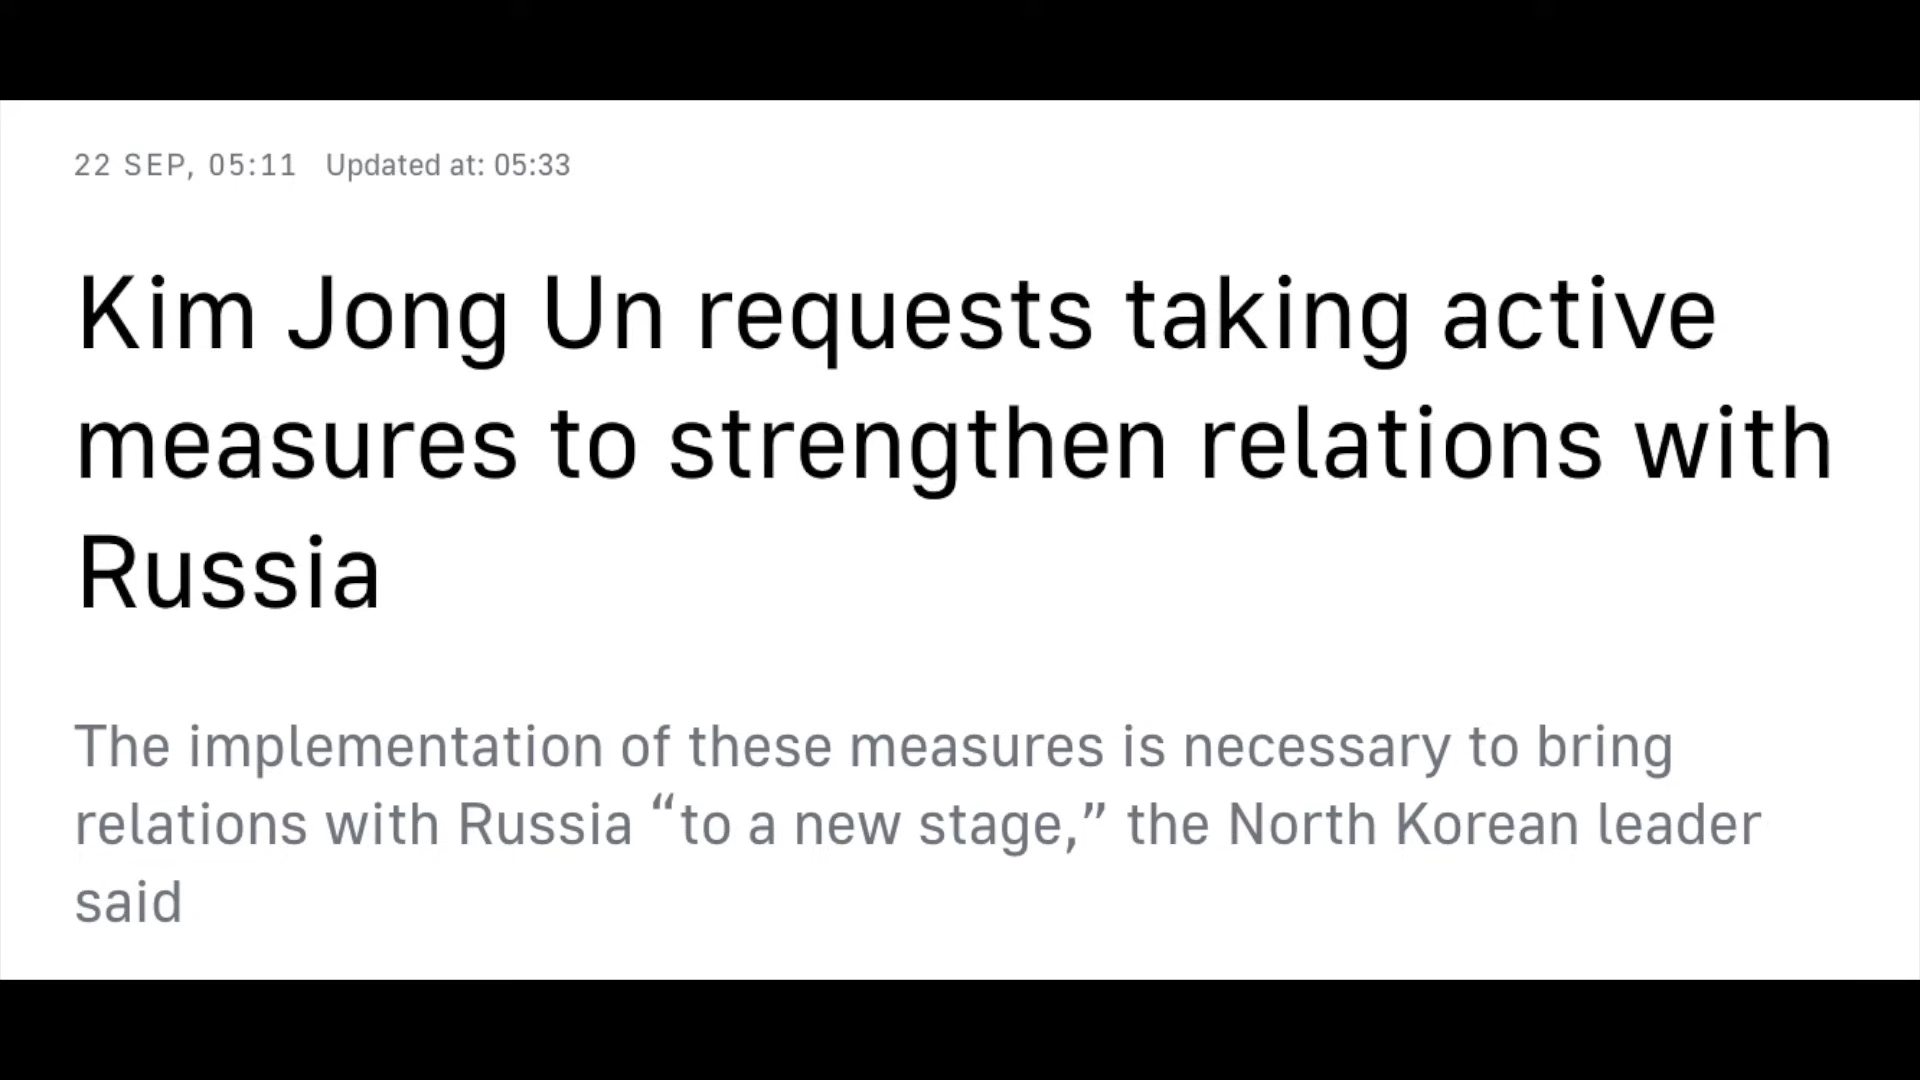 22 SEP, 05:11 Updated at: 05:33
Kim Jong Un requests taking active
measures to strengthen relations with
Russia
The implementation of these measures is necessary to bring
relations with Russia “to a new stage,” the North Korean leader
said